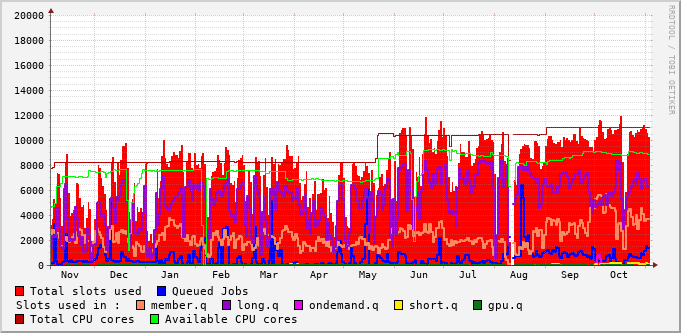 20000
18000
16000
14000
12000
10000
8000
6000
4000
2000
0
Nov Dec Jan Feb Mar Apr May Jun Jul Aug Sep Oct
RRDTOOL / TOBI OETIKER
Total slots used Queued Jobs
Slots used in : member.q long.q ondemand.q short.q gpu.q
Total CPU cores Available CPU cores